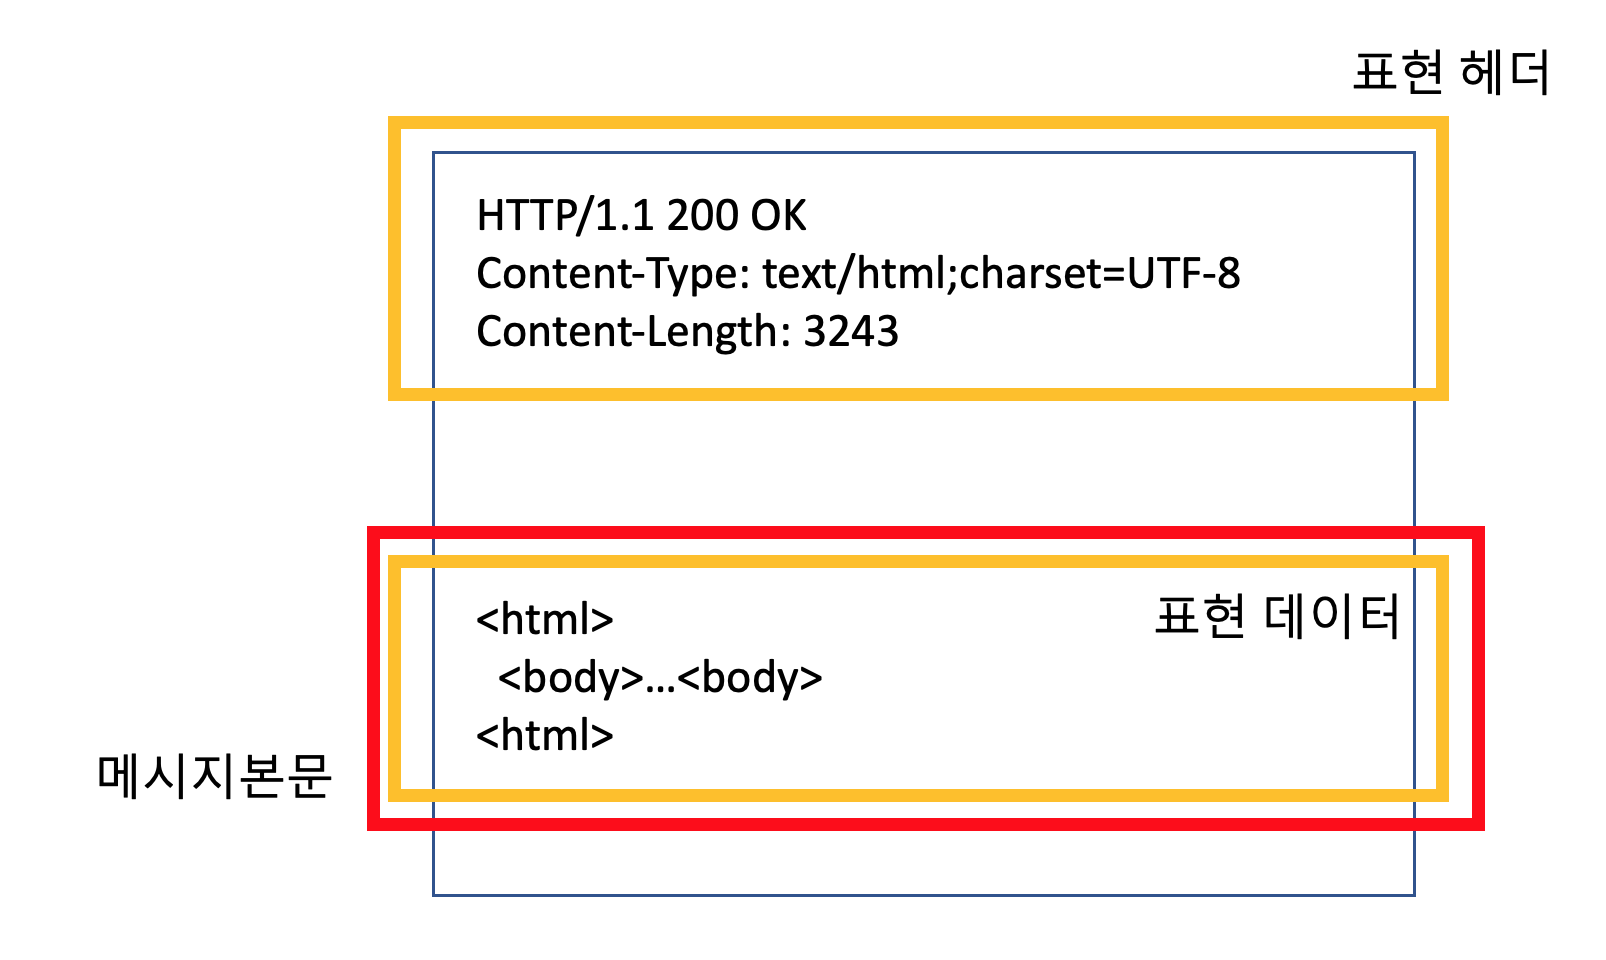 표현 헤더
HTTP/1.1 200 OK
Content-Type: text/html;charset=UTF-8
Content-Length: 3243
<html>
표현 데이터
<body>...<body>
<html>
메시지본문